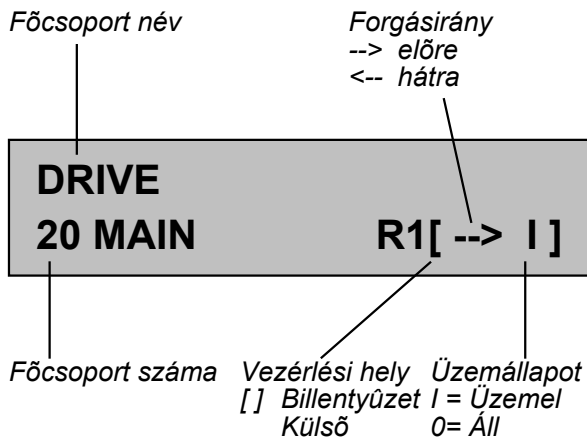 Fõcsoport név
Forgásirány
--> elõre
<-- hátra
DRIVE
20 MAIN R1[ --> I ]
Fõcsoport száma
Vezérlési hely
[ ] Billentyûzet
Külsõ
Üzemállapot
I = Üzemel
0= Áll